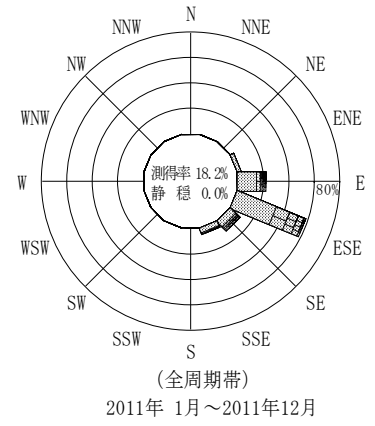 N
NNW NNE
NW NE
WNW ENE
測得率 18.2%
W 静 穏 0.0% 80% E
WSW ESE
SW SE
SSW SSE
S
(全周期帯)
2011年 1月～2011年12月